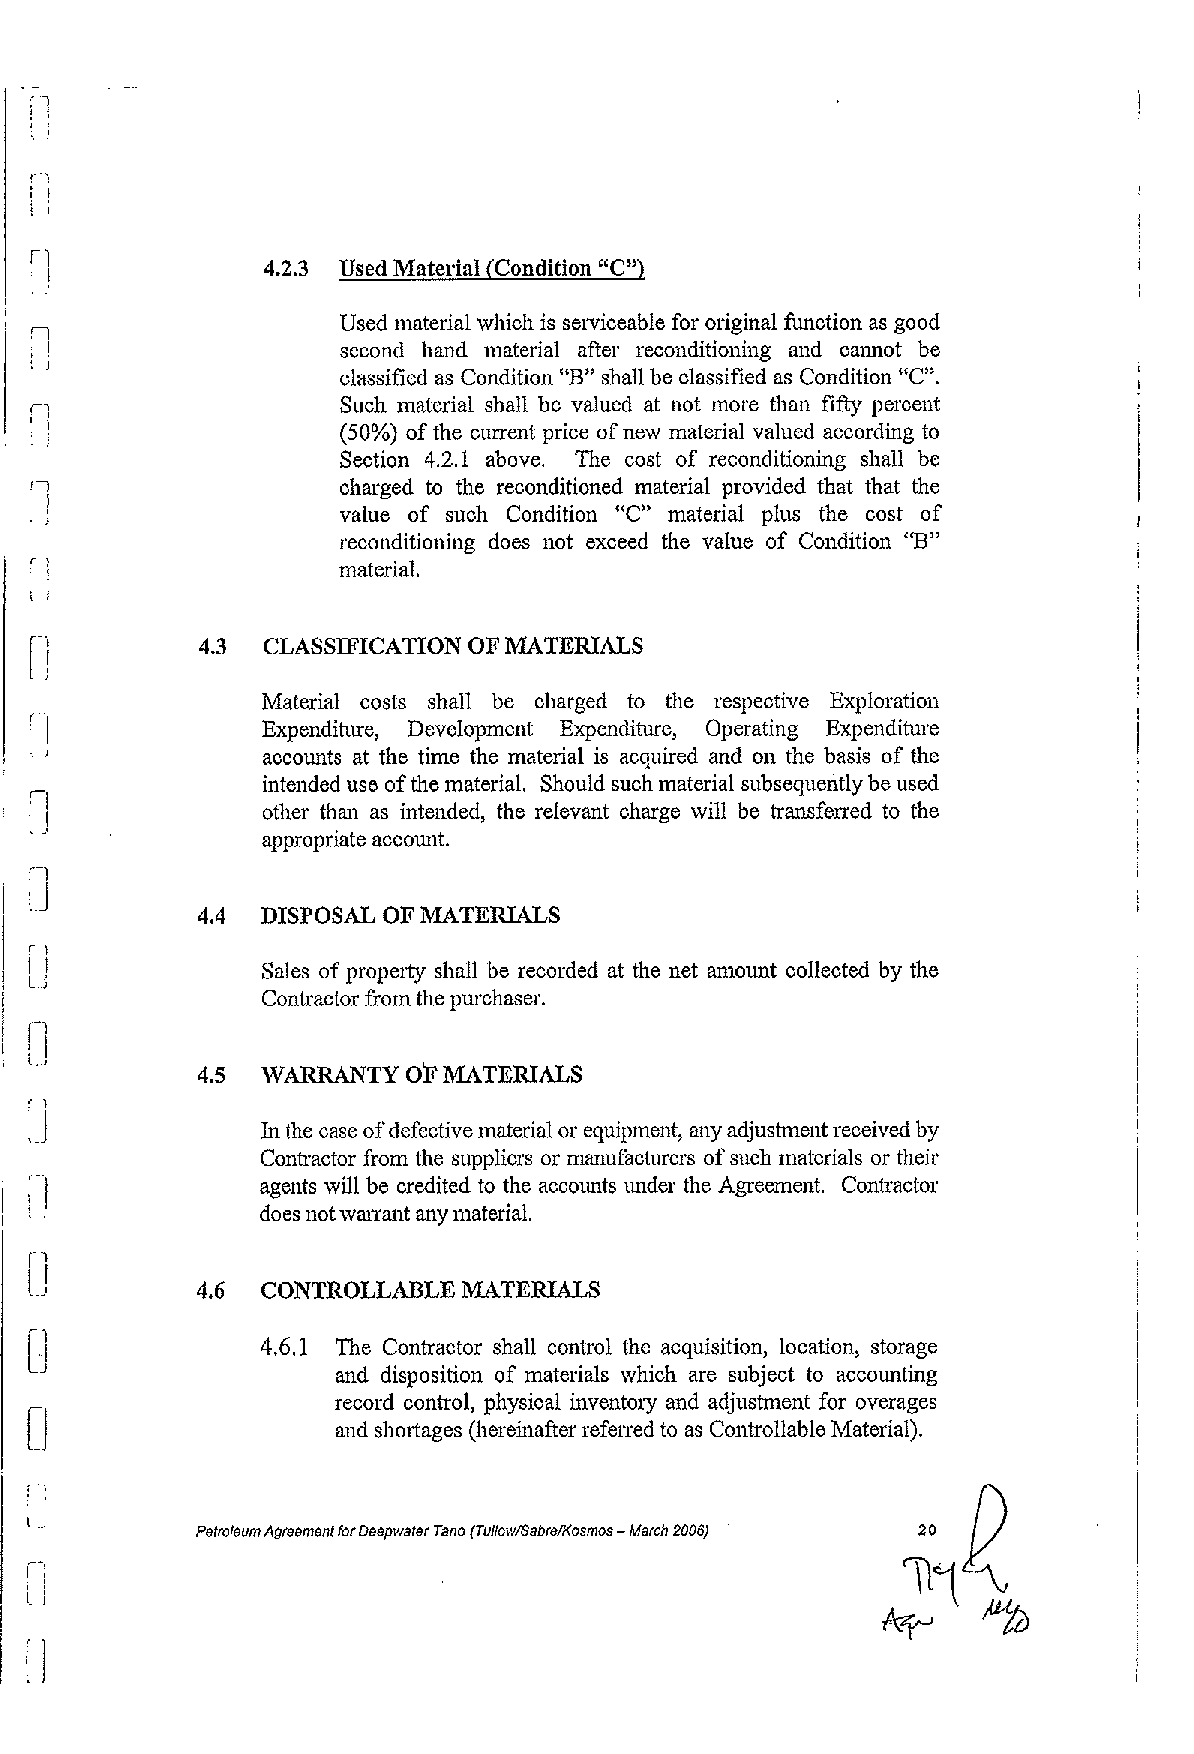 4.2.3 Used Material (Condition “C”)
Used material which is serviceable for original function as good
second hand material after reconditioning and cannot be
classified as Condition “B” shall be classified as Condition “C”.
Such material shall be valued at not more than fifty percent
(50%) of the current price of new material valued according to
Section 4.2.1 above. The cost of reconditioning shall be
charged to the reconditioned material provided that that the
value of such Condition “C” material plus the cost of
reconditioning does not exceed the value of Condition “B”
material.
4.3 CLASSIFICATION OF MATERIALS
Material costs shall be charged to the respective Exploration
Expenditure, Development Expenditure, Operating Expenditure
accounts at the time the material is acquired and on the basis of the
intended use of the material. Should such material subsequently be used
other than as intended, the relevant charge will be transferred to the
appropriate account.
4.4 DISPOSAL OF MATERIALS
Sales of property shall be recorded at the net amount collected by the
Contractor from the purchaser.
4.5 WARRANTY OF MATERIALS
In the case of defective material or equipment, any adjustment received by
Contractor from the suppliers or manufacturers of such materials or their
agents will be credited to the accounts under the Agreement. Contractor
does not warrant any material.
4.6 CONTROLLABLE MATERIALS
4.6.1 The Contractor shall control the acquisition, location, storage
and disposition of materials which are subject to accounting
record control, physical inventory and adjustment for overages
and shortages (hereinafter referred to as Controllable Material).
Petroleum Agreement for Deepwater Tano (Tullow/Sabre/Kosmos – March 2006) 20